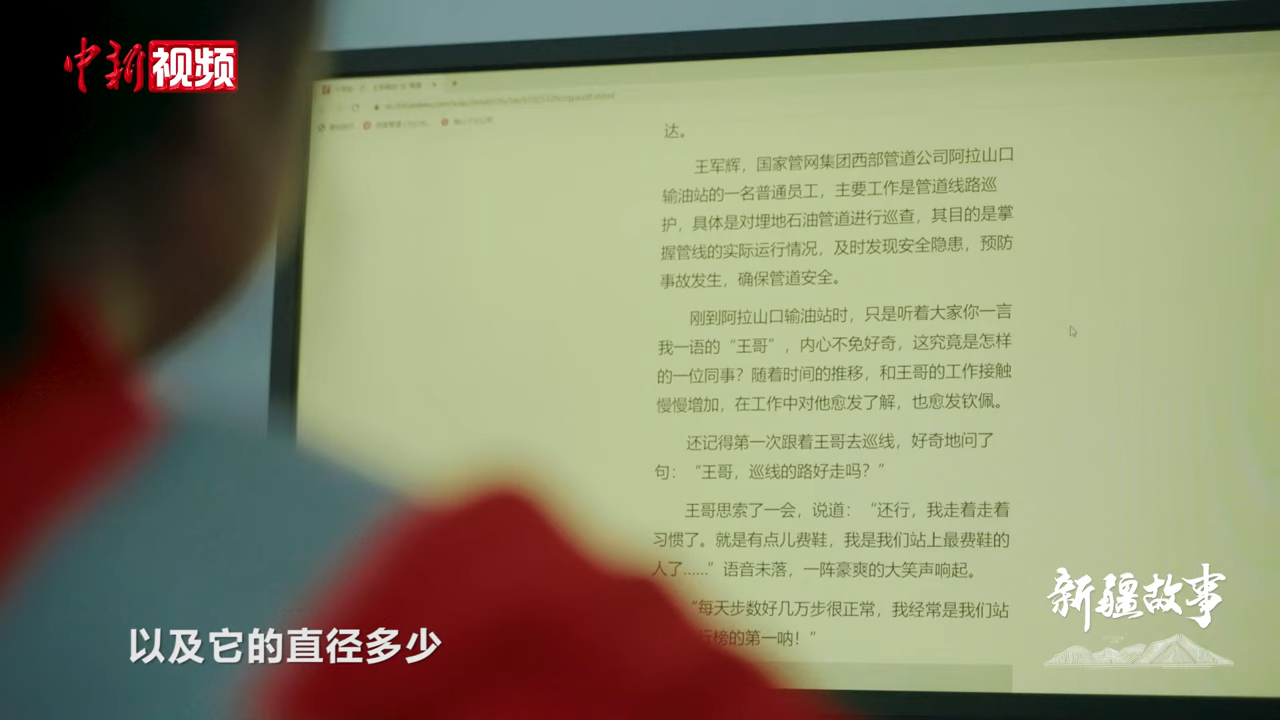 中新视频
达。
王军辉，国家管网集团西部管道公司阿拉山口
输油站的一名普通员工，主要工作是管道线路巡
护，具体是对埋地石油管道进行巡查，其目的是掌
握管线的实际运行情况，及时发现安全隐患，预防
事故发生，确保管道安全。
刚到阿拉山口输油站时，只是听着大家你一言
我一语的“王哥”，内心不免好奇，这究竟是怎样
的一位同事？随着时间的推移，和王哥的工作接触
慢慢增加，在工作中对他愈发了解，也愈发钦佩。
还记得第一次跟着王哥去巡线，好奇地问了
句：“王哥，巡线的路好走吗？”
王哥思索了一会，说道：“还行，我走着走着
习惯了。就是有点儿费鞋，我是我们站上最费鞋的
人了......”语音未落，一阵豪爽的大笑声响起。
“每天步数好几万步很正常，我经常是我们站
行榜的第一呐！”
新疆故事
以及它的直径多少